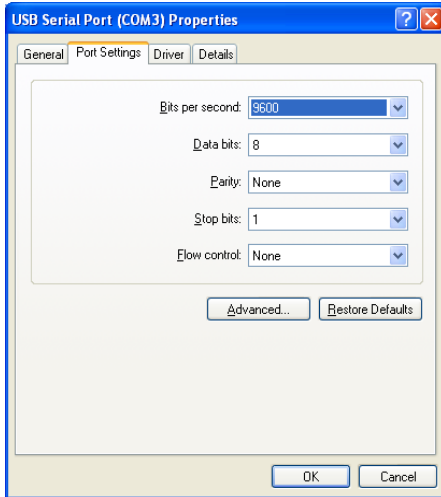 USB Serial Port (COM3) Properties
General Port Settings Driver Details
Bits per second: 9600
Data bits: 8
Parity: None
Stop bits: 1
Flow control: None
Advanced... Restore Defaults
OK Cancel